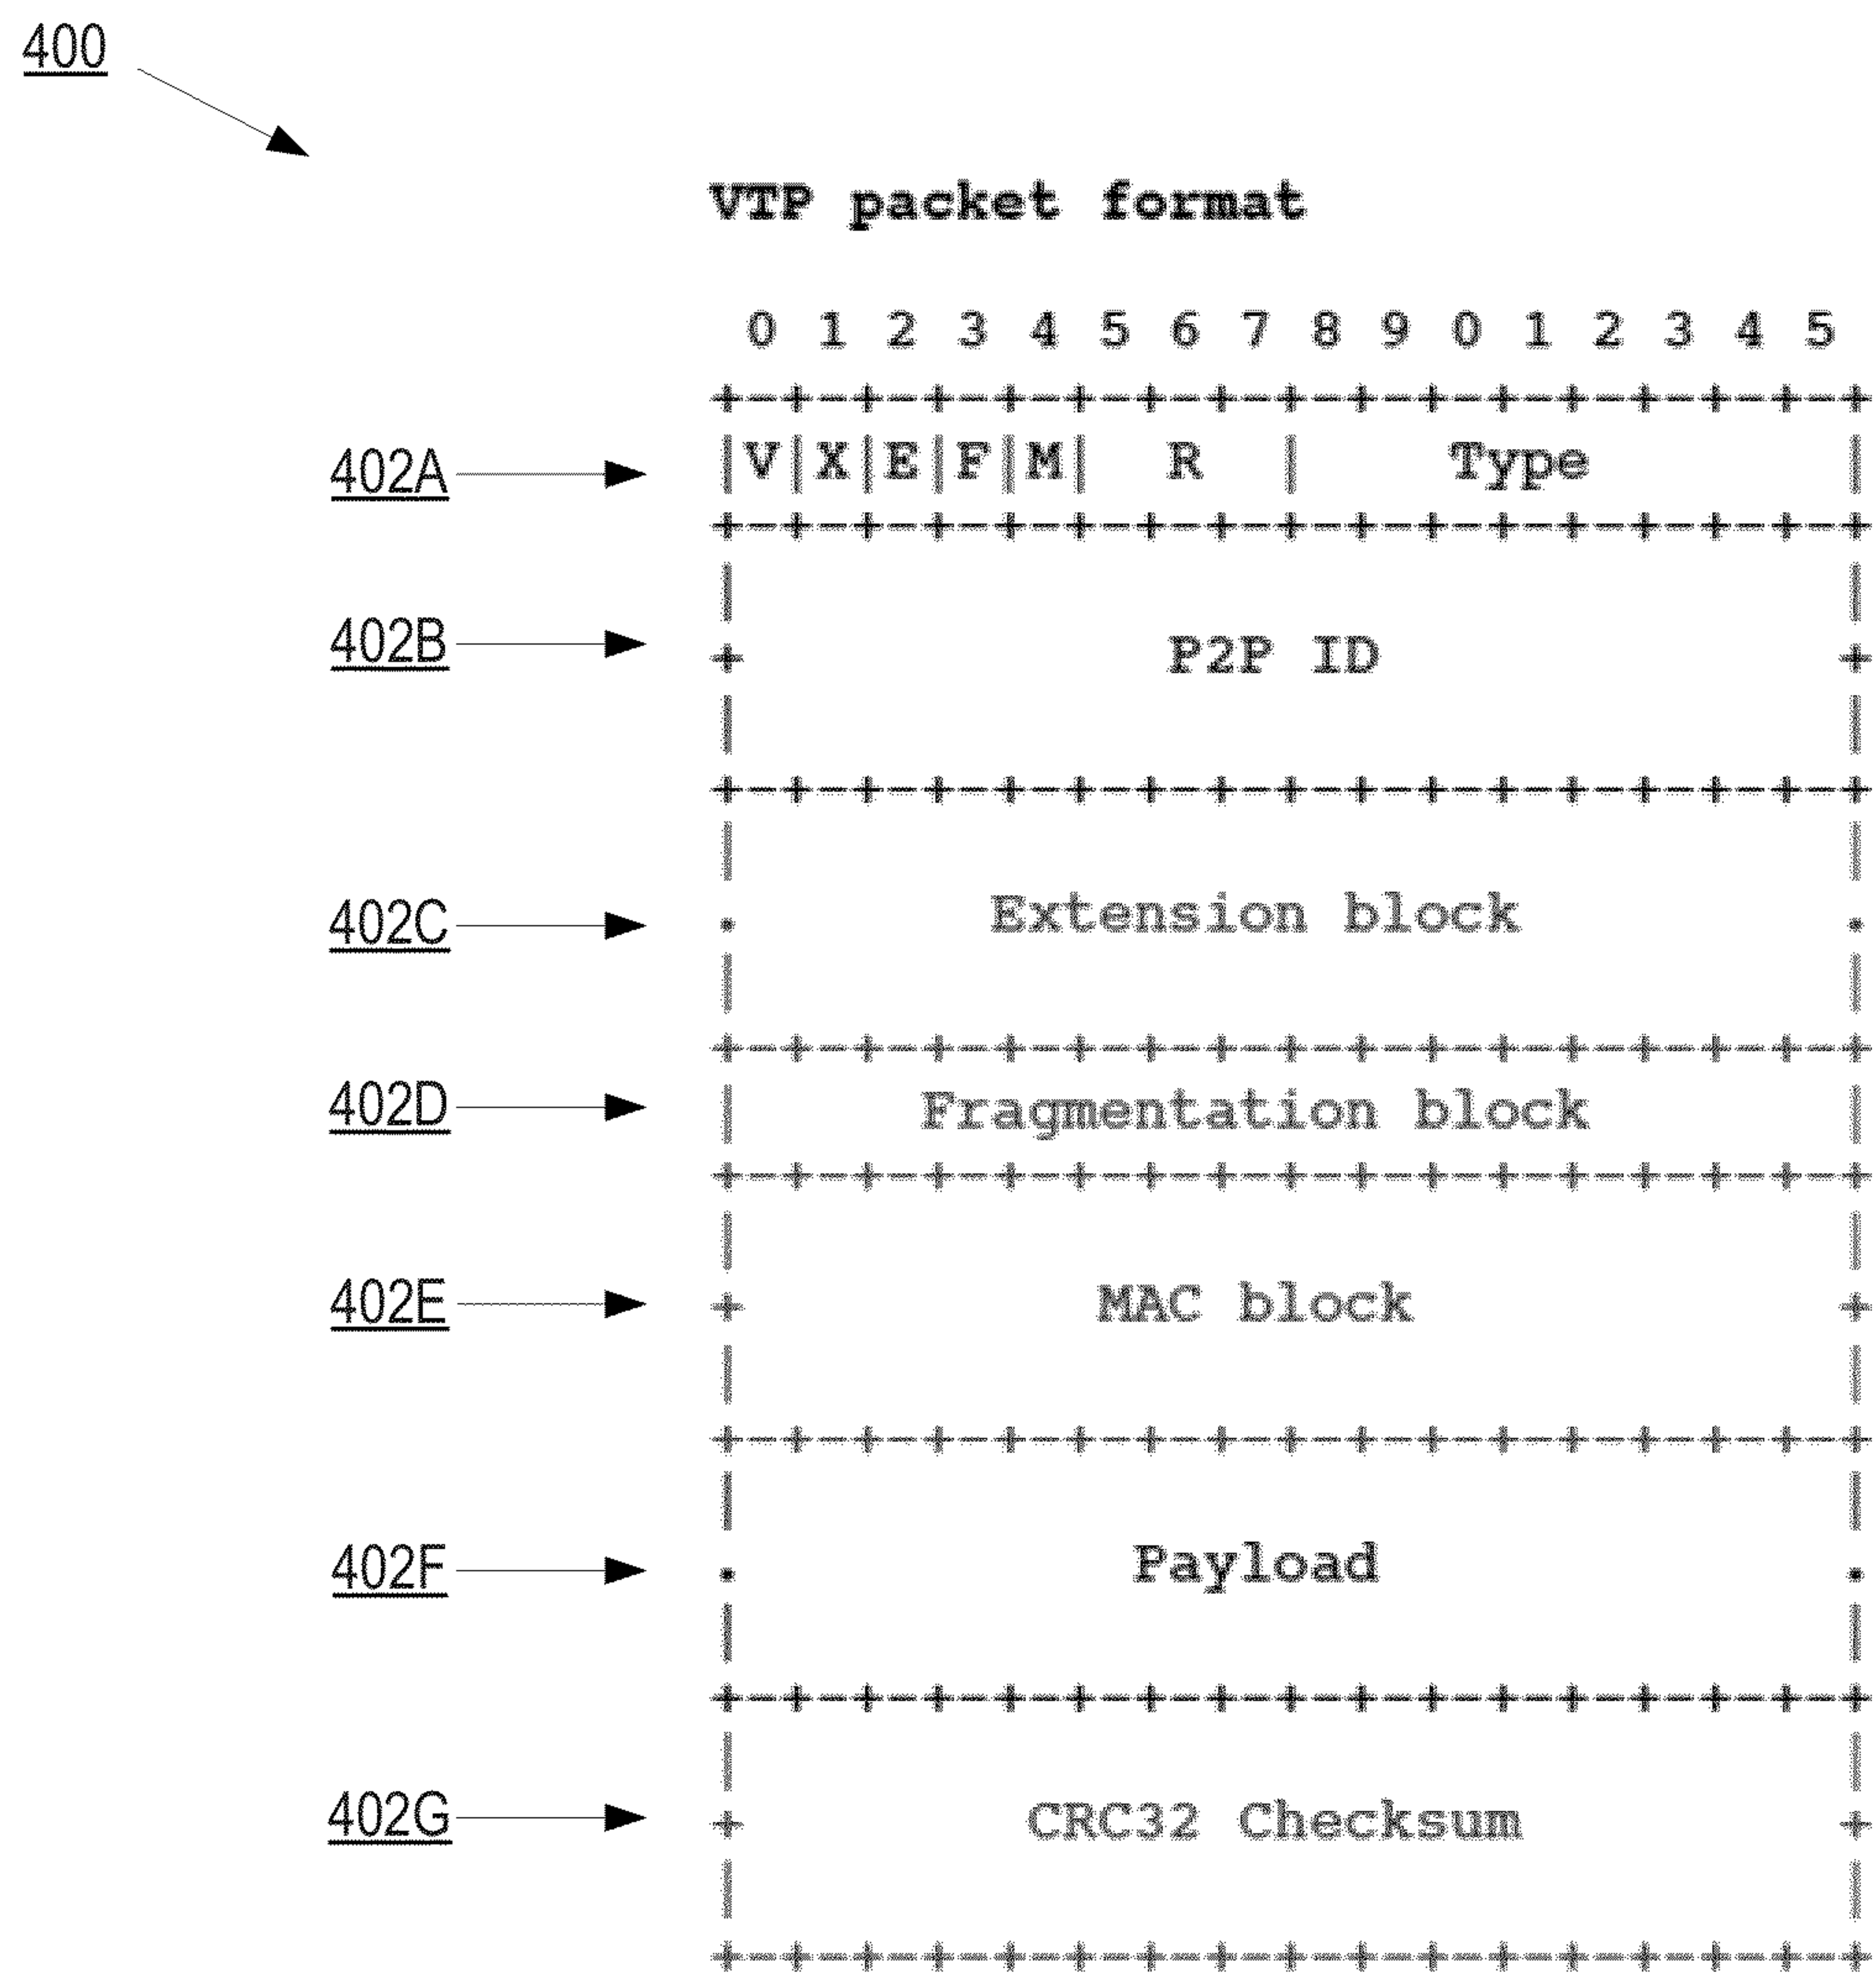 400
VTP packet format
0 1 2 3 4 5 6 7 8 9 0 1 2 3 4 5
+-+-+-+-+-+-+-+-+-+-+-+-+-+-+-+-+
402A |V|X|E|F|M| R | Type |
+-+-+-+-+-+-+-+-+-+-+-+-+-+-+-+-+
| |
402B + P2P ID +
| |
+-+-+-+-+-+-+-+-+-+-+-+-+-+-+-+-+
| |
402C . Extension block .
| |
+-+-+-+-+-+-+-+-+-+-+-+-+-+-+-+-+
402D | Fragmentation block |
+-+-+-+-+-+-+-+-+-+-+-+-+-+-+-+-+
| |
402E + MAC block +
| |
+-+-+-+-+-+-+-+-+-+-+-+-+-+-+-+-+
| |
402F . Payload .
| |
+-+-+-+-+-+-+-+-+-+-+-+-+-+-+-+-+
| |
402G + CRC32 Checksum +
| |
+-+-+-+-+-+-+-+-+-+-+-+-+-+-+-+-+